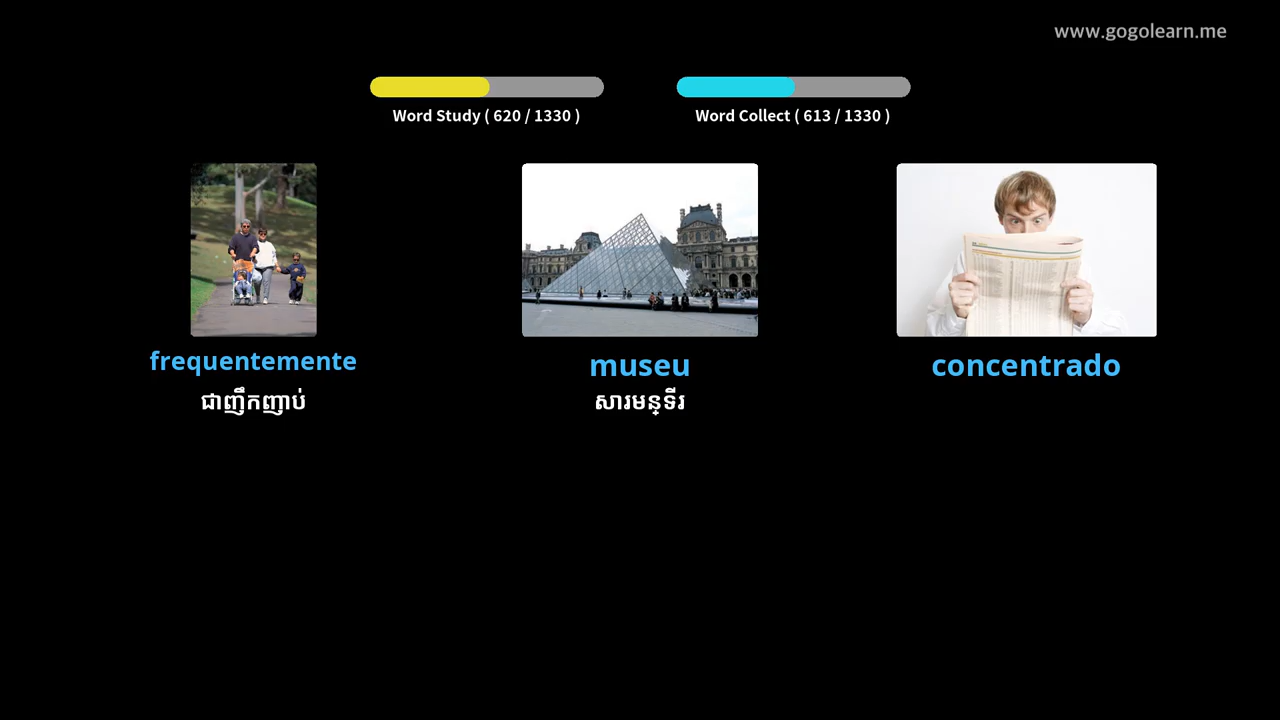 www.gogolearn.me
Word Study ( 620 / 1330 )
Word Collect ( 613 / 1330 )
frequentemente
museu
concentrado
ជាញឹកញាប់
សារមន្ទីរ